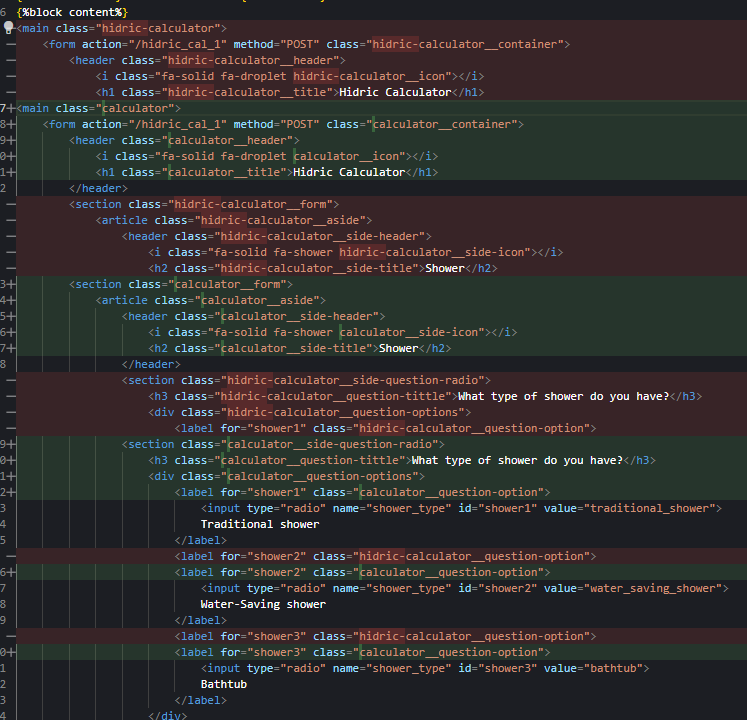 6 {%block content%}
— <main class="hidric-calculator">
— <form action="/hidric_cal_1" method="POST" class="hidric-calculator__container">
— <header class="hidric-calculator__header">
— <i class="fa-solid fa-droplet hidric-calculator__icon"></i>
— <h1 class="hidric-calculator__title">Hidric Calculator</h1>
7+ <main class="calculator">
8+ <form action="/hidric_cal_1" method="POST" class="calculator__container">
9+ <header class="calculator__header">
0+ <i class="fa-solid fa-droplet calculator__icon"></i>
1+ <h1 class="calculator__title">Hidric Calculator</h1>
2 </header>
— <section class="hidric-calculator__form">
— <article class="hidric-calculator__aside">
— <header class="hidric-calculator__side-header">
— <i class="fa-solid fa-shower hidric-calculator__side-icon"></i>
— <h2 class="hidric-calculator__side-title">Shower</h2>
3+ <section class="calculator__form">
4+ <article class="calculator__aside">
5+ <header class="calculator__side-header">
6+ <i class="fa-solid fa-shower calculator__side-icon"></i>
7+ <h2 class="calculator__side-title">Shower</h2>
8 </header>
— <section class="hidric-calculator__side-question-radio">
— <h3 class="hidric-calculator__question-tittle">What type of shower do you have?</h3>
— <div class="hidric-calculator__question-options">
— <label for="shower1" class="hidric-calculator__question-option">
9+ <section class="calculator__side-question-radio">
0+ <h3 class="calculator__question-tittle">What type of shower do you have?</h3>
1+ <div class="calculator__question-options">
2+ <label for="shower1" class="calculator__question-option">
3 <input type="radio" name="shower_type" id="shower1" value="traditional_shower">
4 Traditional shower
5 </label>
— <label for="shower2" class="hidric-calculator__question-option">
6+ <label for="shower2" class="calculator__question-option">
7 <input type="radio" name="shower_type" id="shower2" value="water_saving_shower">
8 Water-Saving shower
9 </label>
— <label for="shower3" class="hidric-calculator__question-option">
0+ <label for="shower3" class="calculator__question-option">
1 <input type="radio" name="shower_type" id="shower3" value="bathtub">
2 Bathtub
3 </label>
4 </div>